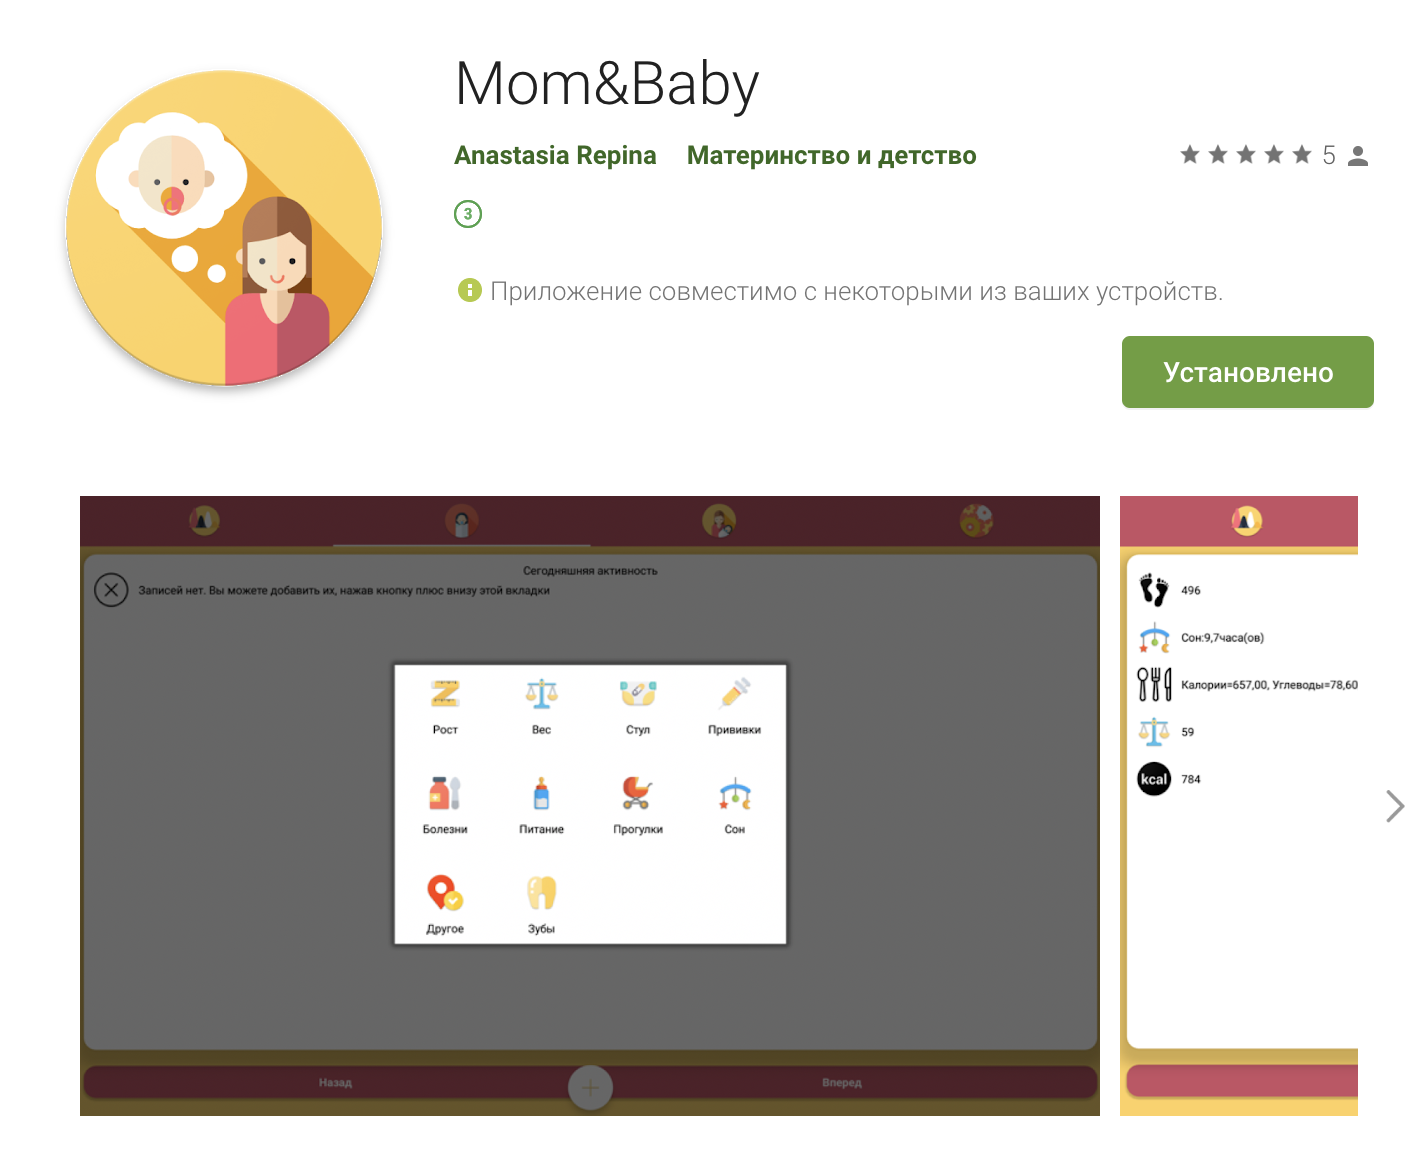 Mom&Baby
Anastasia Repina Материнство и детство 5
3
Приложение совместимо с некоторыми из ваших устройств.
Установлено
Сегодняшняя активность
Записей нет. Вы можете добавить их, нажав кнопку плюс внизу этой вкладки
Рост Вес Стул Прививки
Болезни Питание Прогулки Сон
Другое Зубы
Назад Вперед
496
Сон:9,7часа(ов)
Калории=657,00, Углеводы=78,60
59
kcal 784